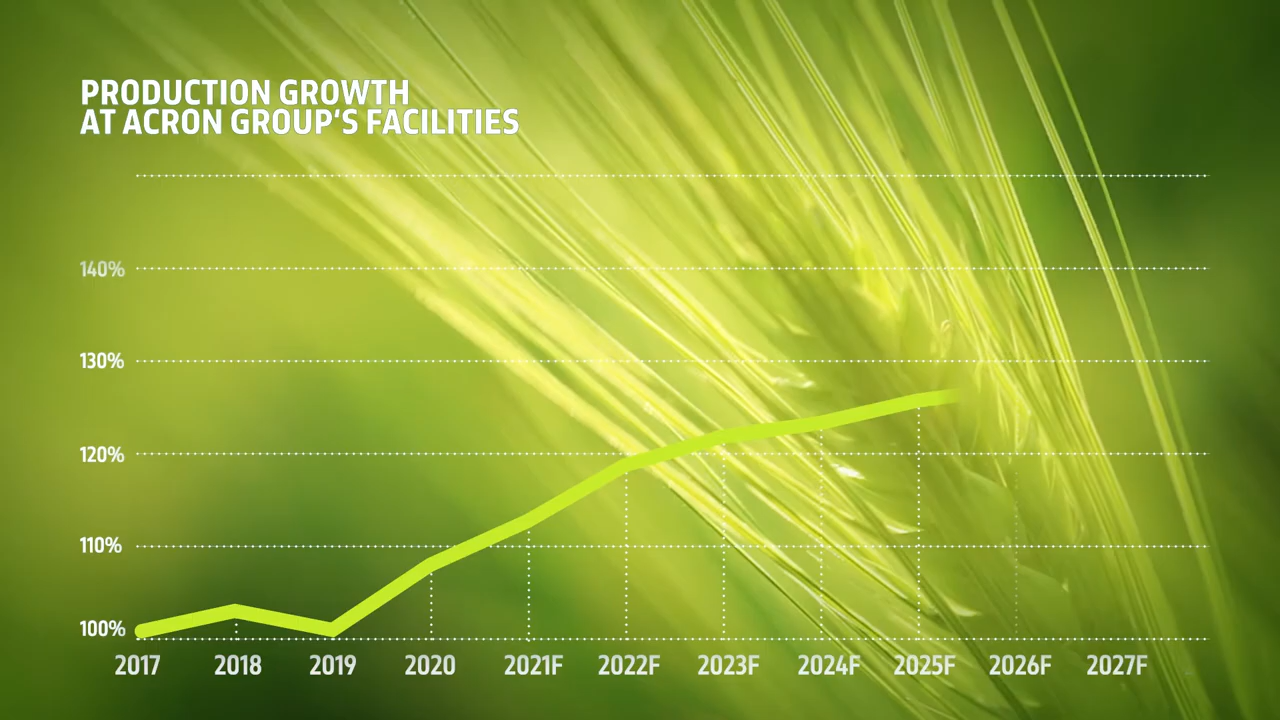 PRODUCTION GROWTH
AT ACRON GROUP'S FACILITIES
140%
130%
120%
110%
100%
2017 2018 2019 2020 2021F 2022F 2023F 2024F 2025F 2026F 2027F